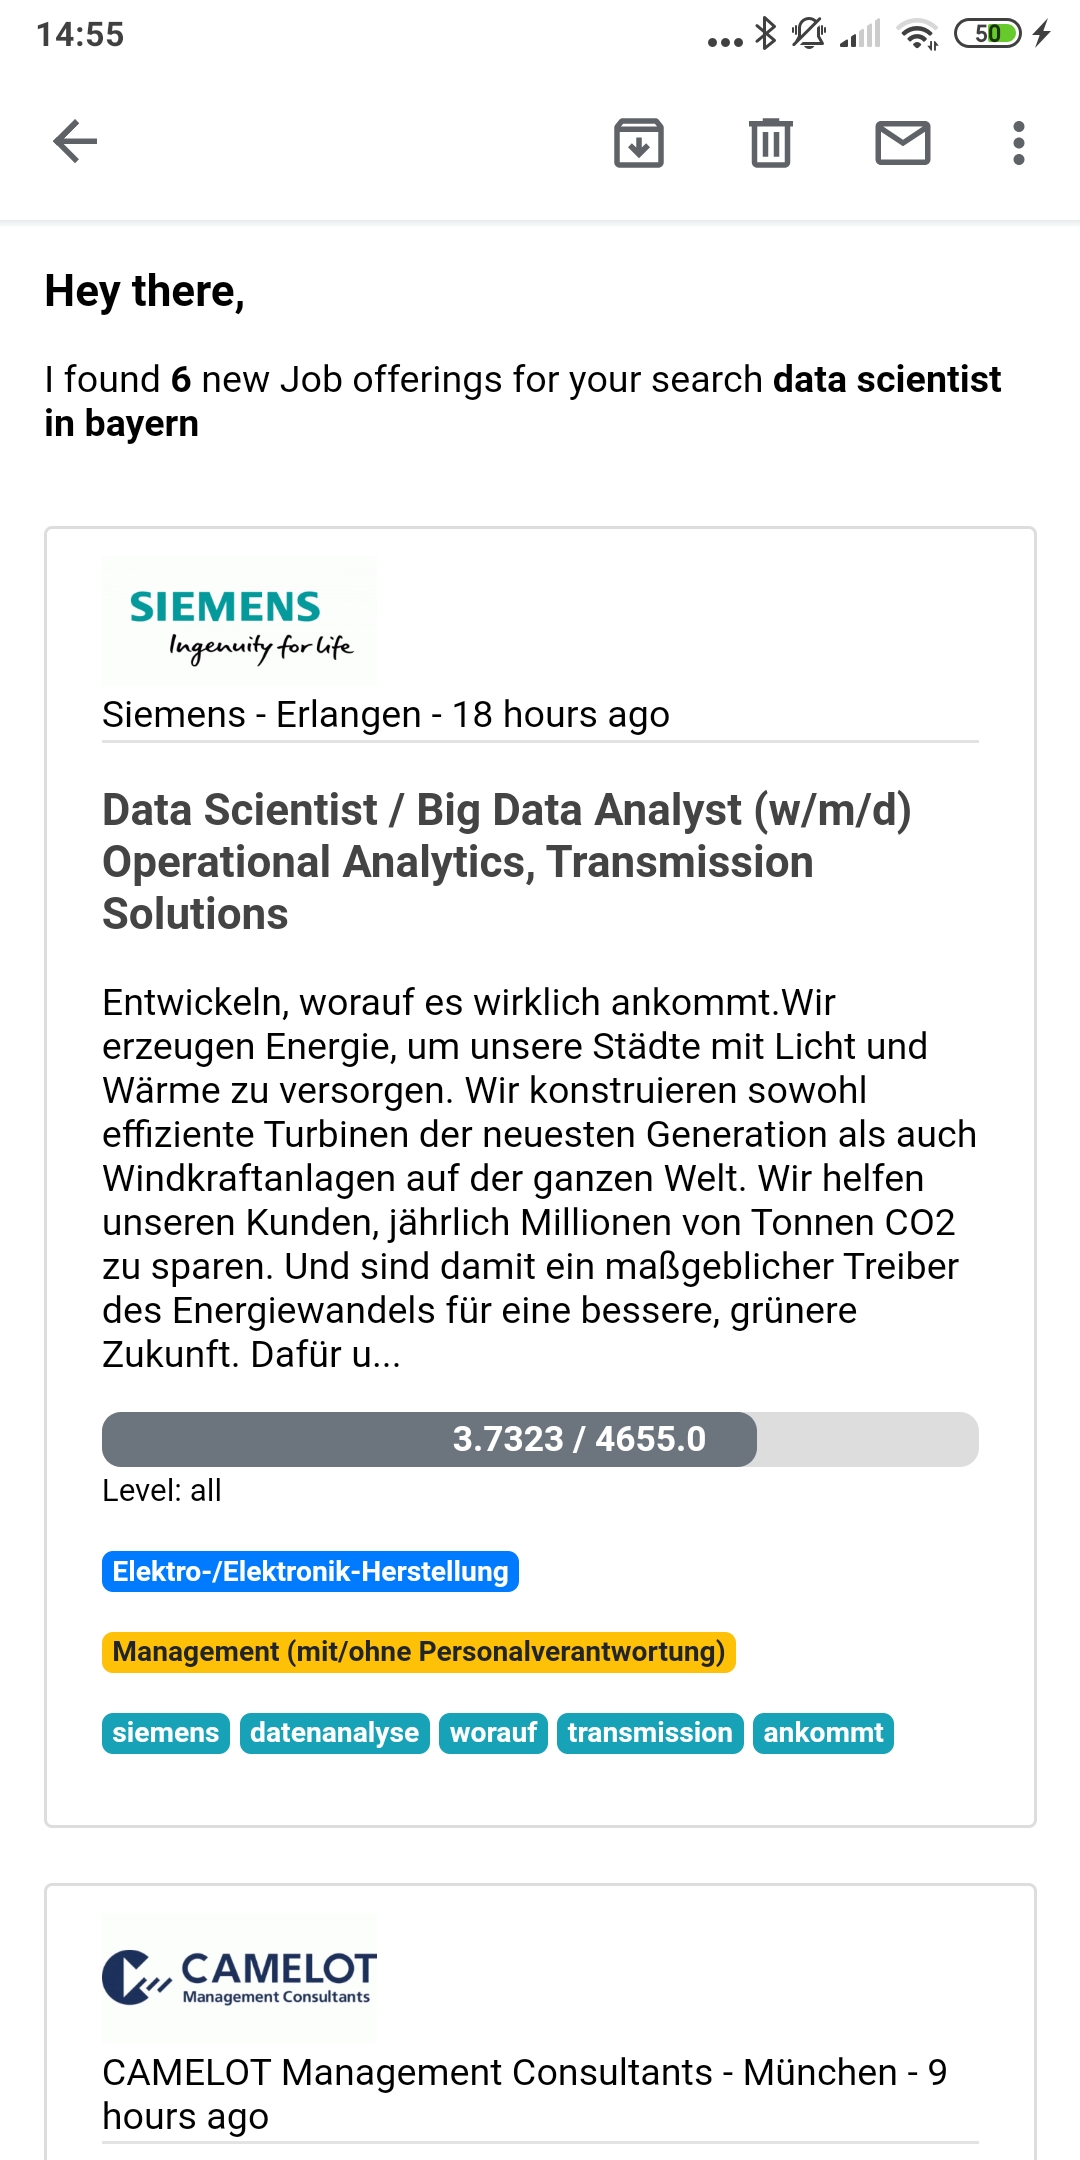 14:55
50
Hey there,
I found 6 new Job offerings for your search data scientist
in bayern
SIEMENS
Ingenuity for life
Siemens - Erlangen - 18 hours ago
Data Scientist / Big Data Analyst (w/m/d)
Operational Analytics, Transmission
Solutions
Entwickeln, worauf es wirklich ankommt.Wir
erzeugen Energie, um unsere Städte mit Licht und
Wärme zu versorgen. Wir konstruieren sowohl
effiziente Turbinen der neuesten Generation als auch
Windkraftanlagen auf der ganzen Welt. Wir helfen
unseren Kunden, jährlich Millionen von Tonnen CO2
zu sparen. Und sind damit ein maßgeblicher Treiber
des Energiewandels für eine bessere, grünere
Zukunft. Dafür u...
3.7323 / 4655.0
Level: all
Elektro-/Elektronik-Herstellung
Management (mit/ohne Personalverantwortung)
siemens datenanalyse worauf transmission ankommt
CAMELOT
Management Consultants
CAMELOT Management Consultants - München - 9
hours ago